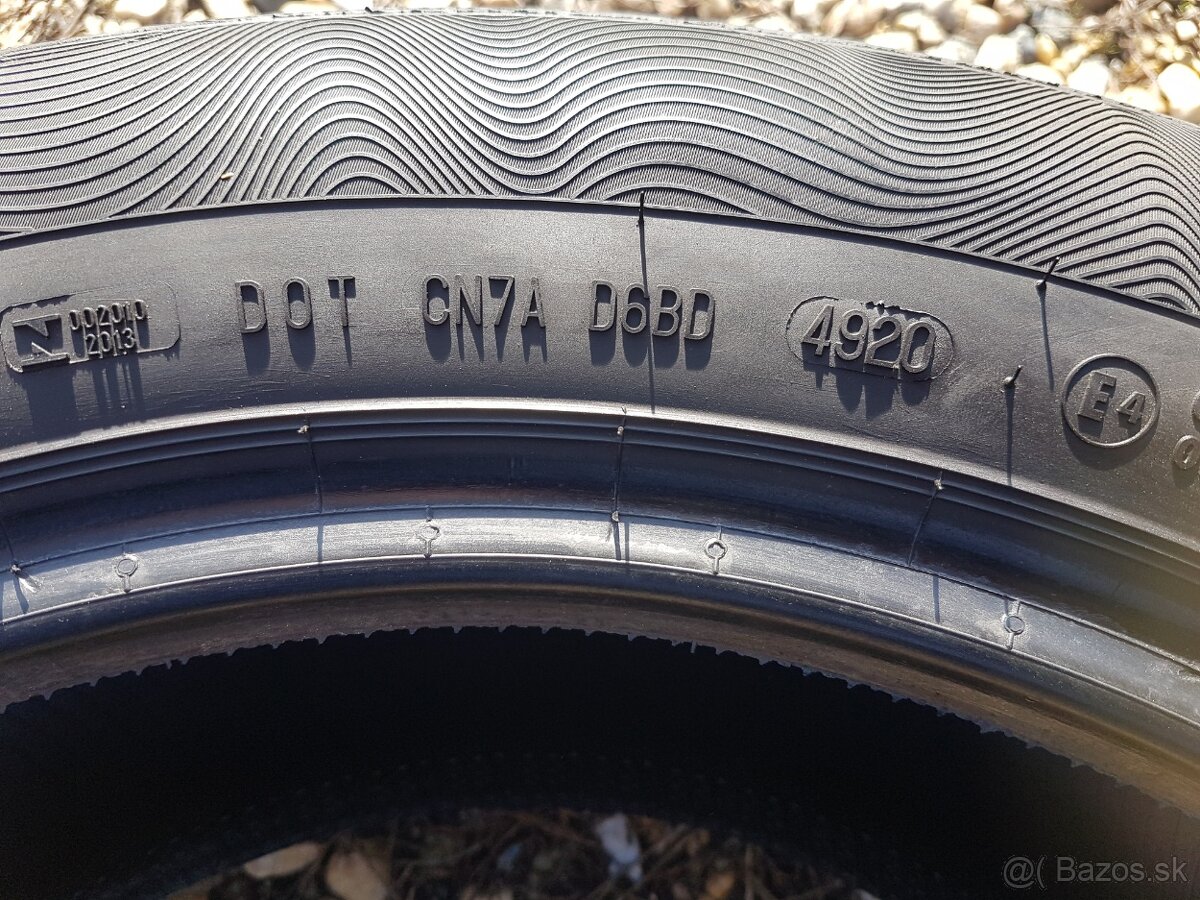 002010
2013
DOT CN7A D6BD 4920 E4
@( Bazos.sk